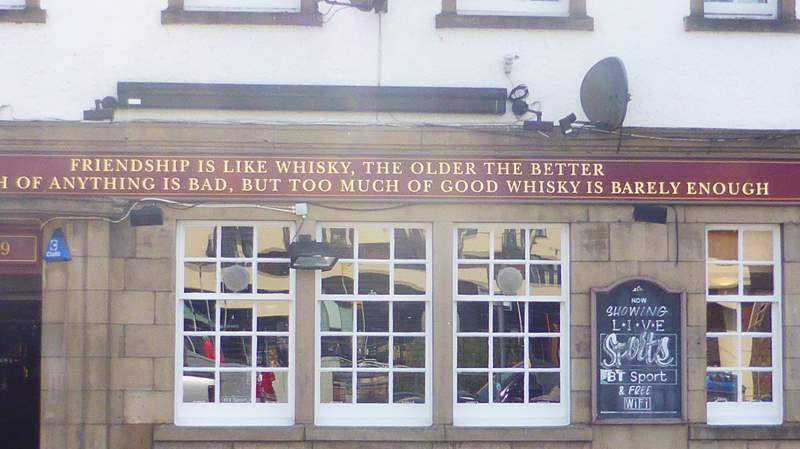 FRIENDSHIP IS LIKE WHISKY, THE OLDER THE BETTER
H OF ANYTHING IS BAD, BUT TOO MUCH OF GOOD WHISKY IS BARELY ENOUGH
9
NOW
SHOWING
L·I·V·E
Sports
BT Sport
& FREE
WiFi